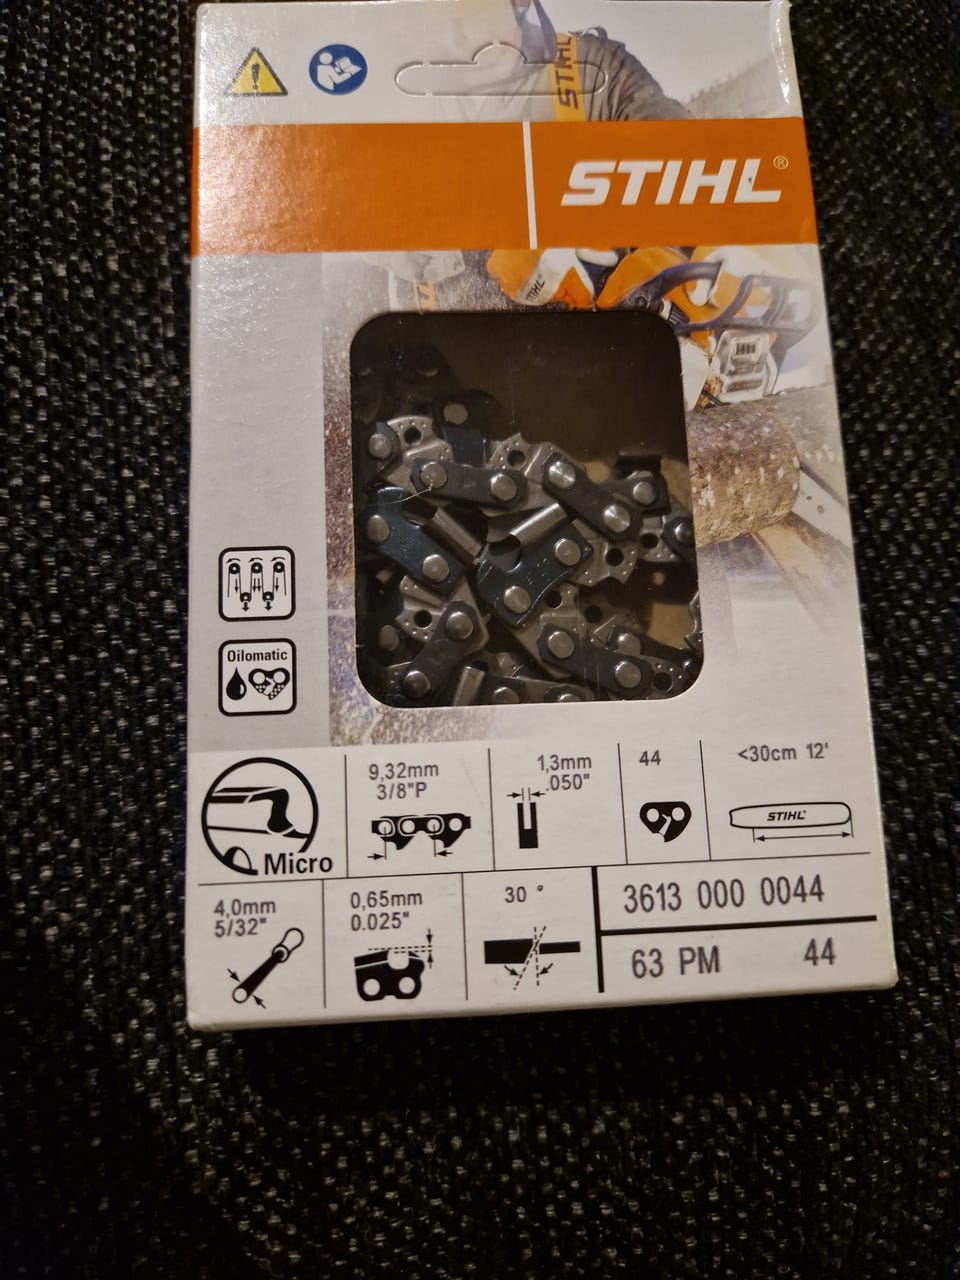 STIHL
STIHL®
STIHL
Oilomatic
9,32mm
3/8"P
1,3mm
.050"
44
<30cm 12'
STIHL®
Micro
4,0mm
5/32"
0,65mm
0.025"
30 °
3613 000 0044
63 PM 44